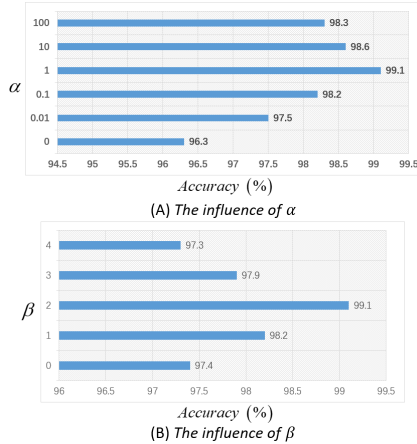 100 98.3
10 98.6
1 99.1
α 0.1 98.2
0.01 97.5
0 96.3
94.5 95 95.5 96 96.5 97 97.5 98 98.5 99 99.5
Accuracy (%)
(A) The influence of α
4 97.3
3 97.9
β 2 99.1
1 98.2
0 97.4
96 96.5 97 97.5 98 98.5 99 99.5
Accuracy (%)
(B) The influence of β